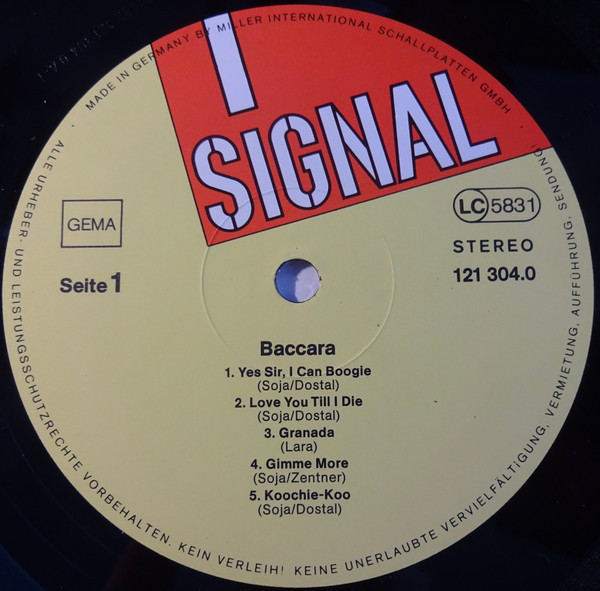 MADE IN GERMANY BY MILLER INTERNATIONAL SCHALLPLATTEN GMBH
SIGNAL
GEMA
LC 5831
STEREO
Seite 1
121 304.0
Baccara
1. Yes Sir, I Can Boogie
(Soja/Dostal)
2. Love You Till I Die
(Soja/Dostal)
3. Granada
(Lara)
4. Gimme More
(Soja/Zentner)
5. Koochie-Koo
(Soja/Dostal)
ALLE URHEBER- UND LEISTUNGSSCHUTZRECHTE VORBEHALTEN. KEIN VERLEIH! KEINE UNERLAUBTE VERVIELFÄLTIGUNG, VERMIETUNG, AUFFÜHRUNG, SENDUNG!